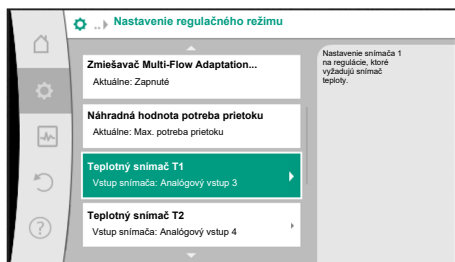 .. Nastavenie regulačného režimu
Zmiešavač Multi-Flow Adaptation...
Aktuálne: Zapnuté
Náhradná hodnota potreba prietoku
Aktuálne: Max. potreba prietoku
Teplotný snímač T1
Vstup snímača: Analógový vstup 3
Teplotný snímač T2
Vstup snímača: Analógový vstup 4
Nastavenie snímača 1
na regulácie, ktoré
vyžadujú snímač
teploty.